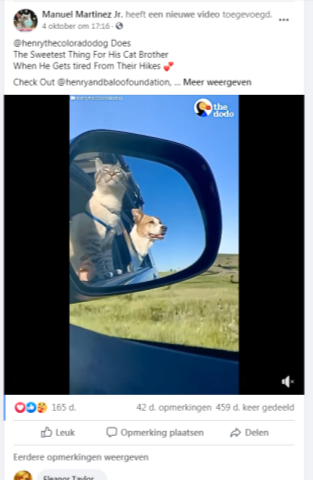 Manuel Martinez Jr. heeft een nieuwe video toegevoegd.
4 oktober om 17:16 ·
@henrythecoloradodog Does
The Sweetest Thing For His Cat Brother
When He Gets tired From Their Hikes 💕
Check Out @henryandbaloofoundation, ... Meer weergeven
the
dodo
165 d.
42 d. opmerkingen 459 d. keer gedeeld
Leuk
Opmerking plaatsen
Delen
Eerdere opmerkingen weergeven
Eleanor Taylor